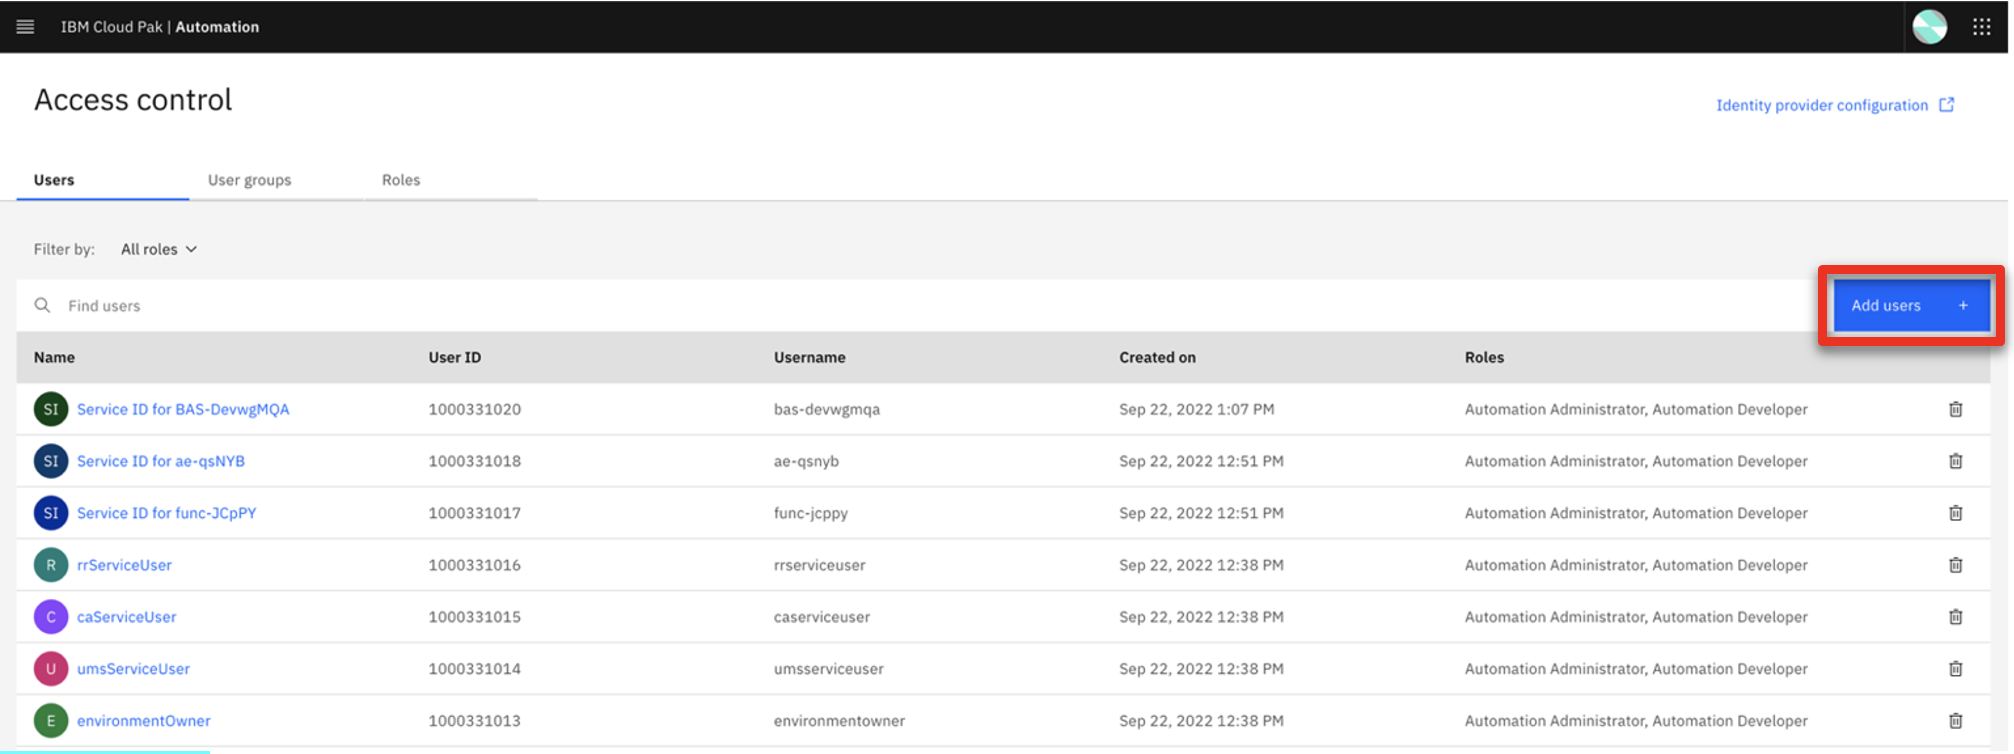 IBM Cloud Pak | Automation
Access control
Identity provider configuration
Users User groups Roles
Filter by: All roles
Find users
Add users +
Name User ID Username Created on Roles
SI Service ID for BAS-DevwgMQA 1000331020 bas-devwgmqa Sep 22, 2022 1:07 PM Automation Administrator, Automation Developer
SI Service ID for ae-qsNYB 1000331018 ae-qsnyb Sep 22, 2022 12:51 PM Automation Administrator, Automation Developer
SI Service ID for func-JCpPY 1000331017 func-jcppy Sep 22, 2022 12:51 PM Automation Administrator, Automation Developer
R rrServiceUser 1000331016 rrserviceuser Sep 22, 2022 12:38 PM Automation Administrator, Automation Developer
C caServiceUser 1000331015 caserviceuser Sep 22, 2022 12:38 PM Automation Administrator, Automation Developer
U umsServiceUser 1000331014 umsserviceuser Sep 22, 2022 12:38 PM Automation Administrator, Automation Developer
E environmentOwner 1000331013 environmentowner Sep 22, 2022 12:38 PM Automation Administrator, Automation Developer